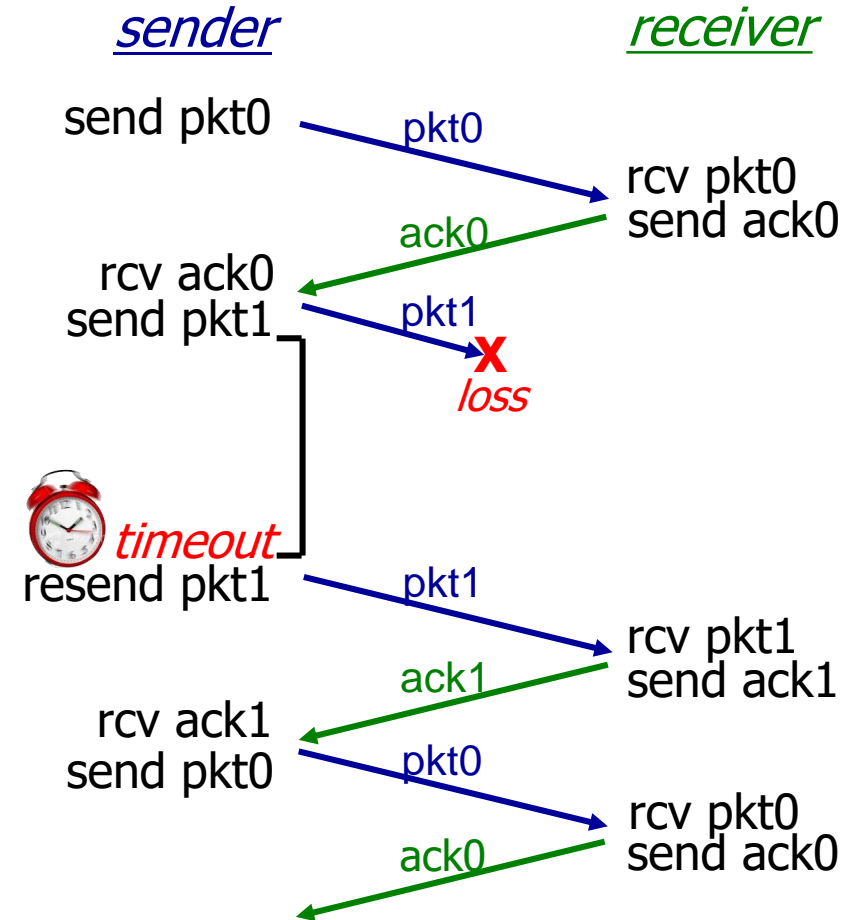 sender
receiver
send pkt0
pkt0
rcv pkt0
send ack0
ack0
rcv ack0
send pkt1
pkt1
X
loss
timeout
resend pkt1
pkt1
rcv pkt1
send ack1
ack1
rcv ack1
send pkt0
pkt0
rcv pkt0
send ack0
ack0